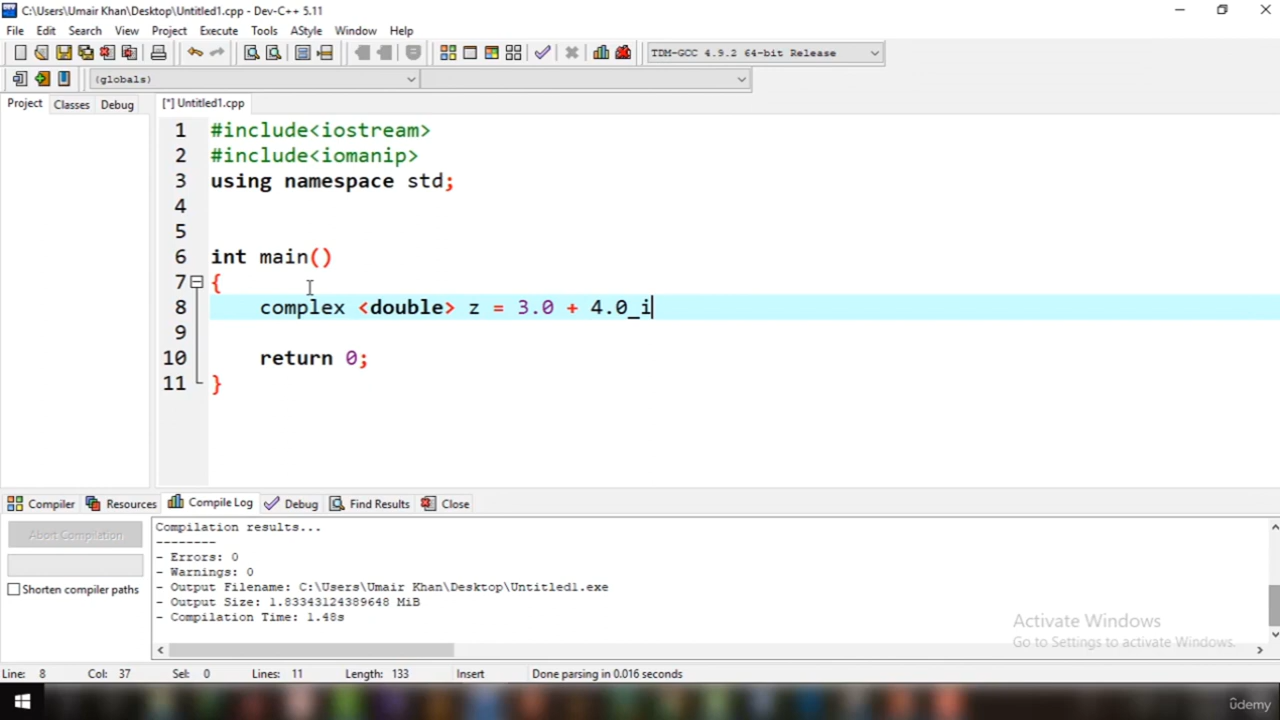 C:\Users\Umair Khan\Desktop\Untitled1.cpp - Dev-C++ 5.11
File Edit Search View Project Execute Tools AStyle Window Help
TDM-GCC 4.9.2 64-bit Release
(globals)
Project Classes Debug [*] Untitled1.cpp
1 #include<iostream>
2 #include<iomanip>
3 using namespace std;
4
5
6 int main()
7 {
8 complex <double> z = 3.0 + 4.0_i
9
10 return 0;
11 }
Compiler Resources Compile Log Debug Find Results Close
Abort Compilation
Shorten compiler paths
Compilation results...
--------
- Errors: 0
- Warnings: 0
- Output Filename: C:\Users\Umair Khan\Desktop\Untitled1.exe
- Output Size: 1.83343124389648 MiB
- Compilation Time: 1.48s
Activate Windows
Go to Settings to activate Windows.
Line: 8 Col: 37 Sel: 0 Lines: 11 Length: 133 Insert Done parsing in 0.016 seconds
ûdemy